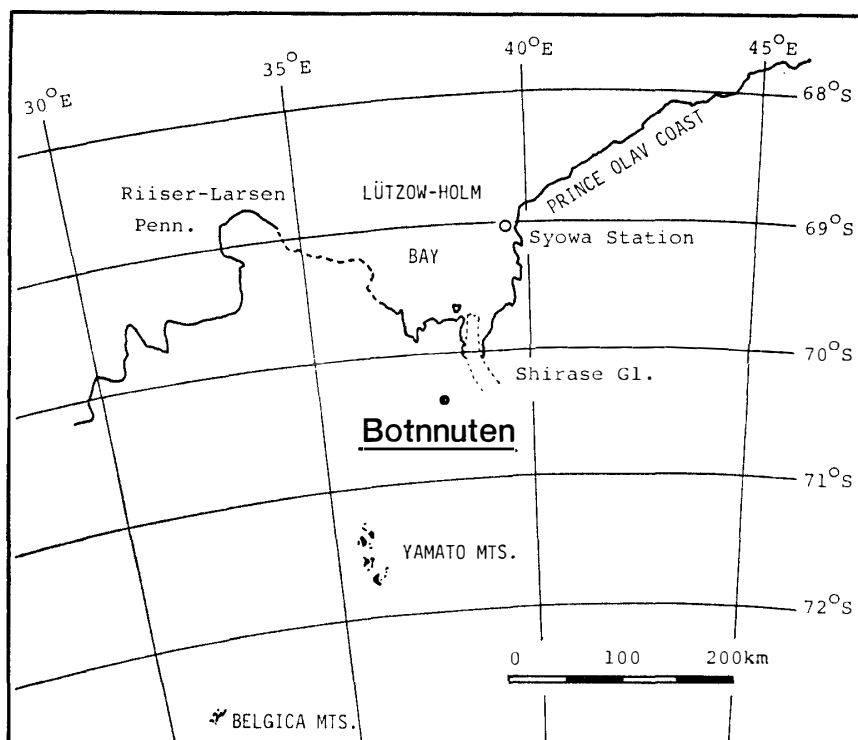 30°E
35°E
40°E
45°E
68°S
PRINCE OLAV COAST
Riiser-Larsen
Penn.
LÜTZOW-HOLM
BAY
69°S
Syowa Station
70°S
Shirase Gl.
Botnnuten
71°S
YAMATO MTS.
72°S
0 100 200km
BELGICA MTS.